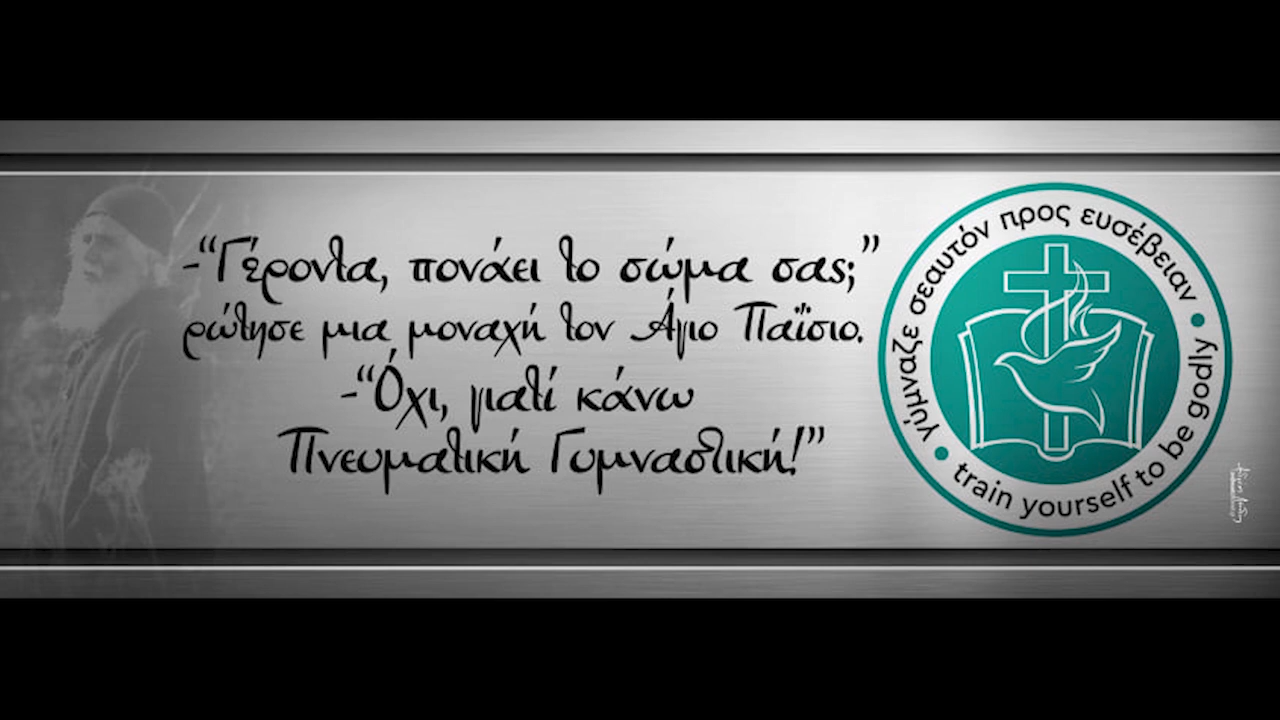 -“Γέροντα, πονάει το σώμα σας;”
ρώτησε μια μοναχή τον Άγιο Παΐσιο.
-“Όχι, γιατί κάνω
Πνευματική Γυμναστική!”
γύμναζε σεαυτόν προς ευσέβειαν
train yourself to be godly